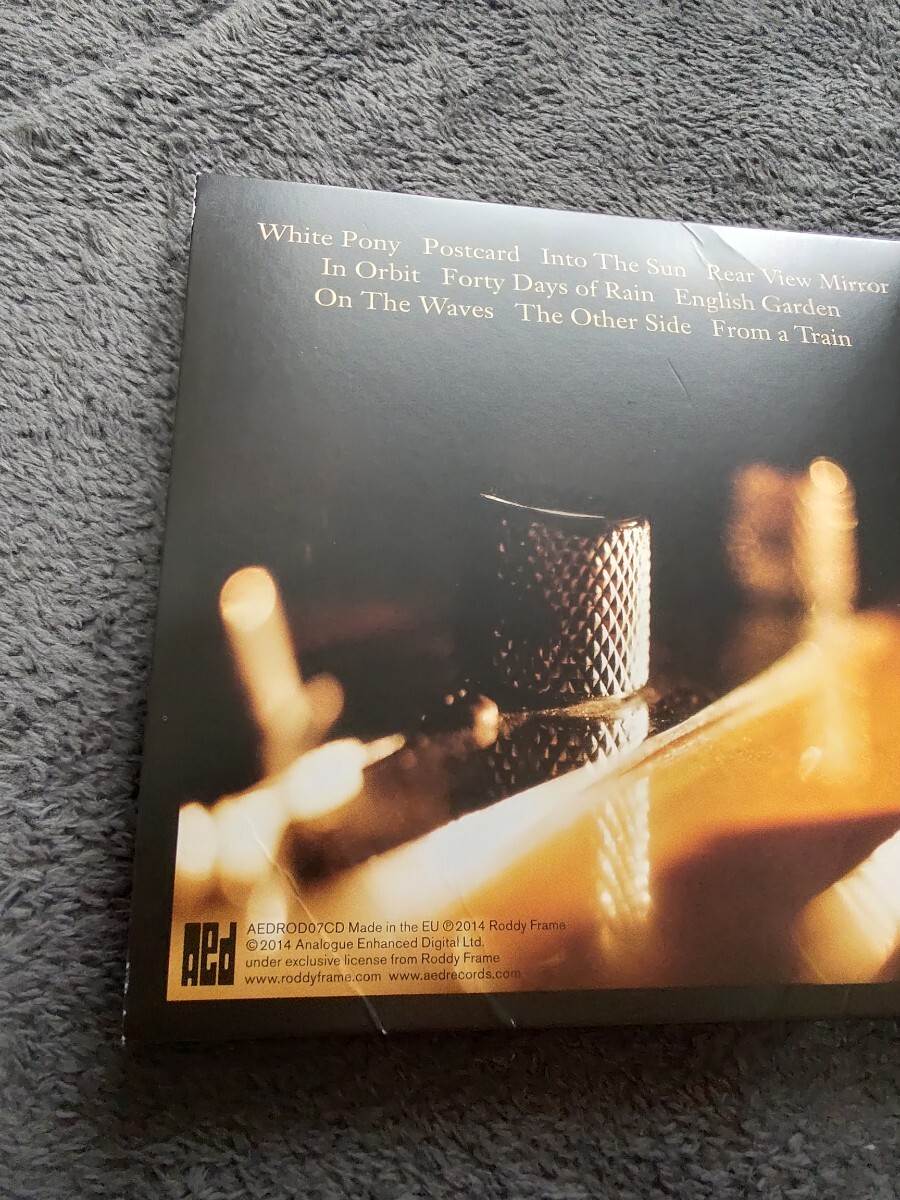 White Pony Postcard Into The Sun Rear View Mirror
In Orbit Forty Days of Rain English Garden
On The Waves The Other Side From a Train
aed
AEDROD07CD Made in the EU ℗2014 Roddy Frame
©2014 Analogue Enhanced Digital Ltd.
under exclusive license from Roddy Frame
www.roddyframe.com www.aedrecords.com